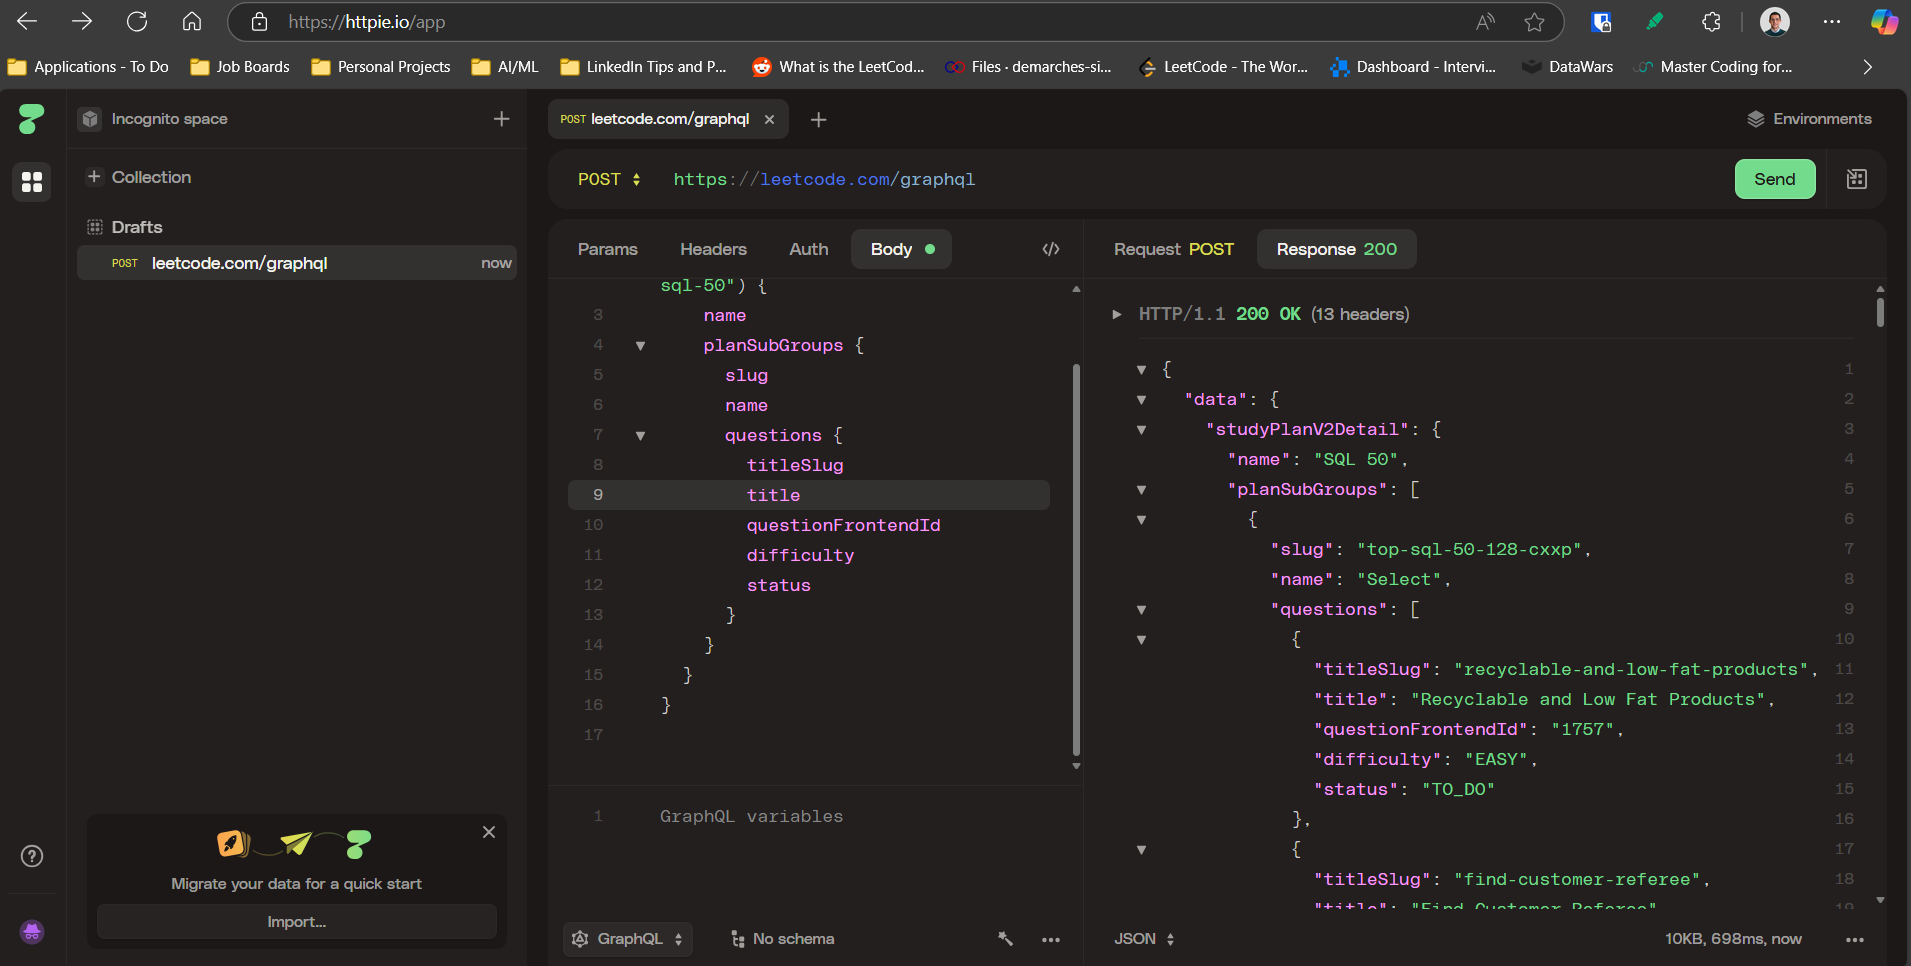 https://httpie.io/app
Applications - To Do
Job Boards
Personal Projects
AI/ML
LinkedIn Tips and P...
What is the LeetCod...
Files · demarches-si...
LeetCode - The Wor...
Dashboard - Intervi...
DataWars
Master Coding for...
Incognito space
POST leetcode.com/graphql
Environments
Collection
POST
https://leetcode.com/graphql
Send
Drafts
POST leetcode.com/graphql now
Params
Headers
Auth
Body
</>
Request POST
Response 200
sql-50") {
3 name
4 planSubGroups {
5 slug
6 name
7 questions {
8 titleSlug
9 title
10 questionFrontendId
11 difficulty
12 status
13 }
14 }
15 }
16 }
17
1 GraphQL variables
GraphQL
No schema
HTTP/1.1 200 OK (13 headers)
{ 1
"data": { 2
"studyPlanV2Detail": { 3
"name": "SQL 50", 4
"planSubGroups": [ 5
{ 6
"slug": "top-sql-50-128-cxxp", 7
"name": "Select", 8
"questions": [ 9
{ 10
"titleSlug": "recyclable-and-low-fat-products", 11
"title": "Recyclable and Low Fat Products", 12
"questionFrontendId": "1757", 13
"difficulty": "EASY", 14
"status": "TO_DO" 15
}, 16
{ 17
"titleSlug": "find-customer-referee", 18
"title": "Find Customer Referee" 19
JSON
10KB, 698ms, now
Migrate your data for a quick start
Import...